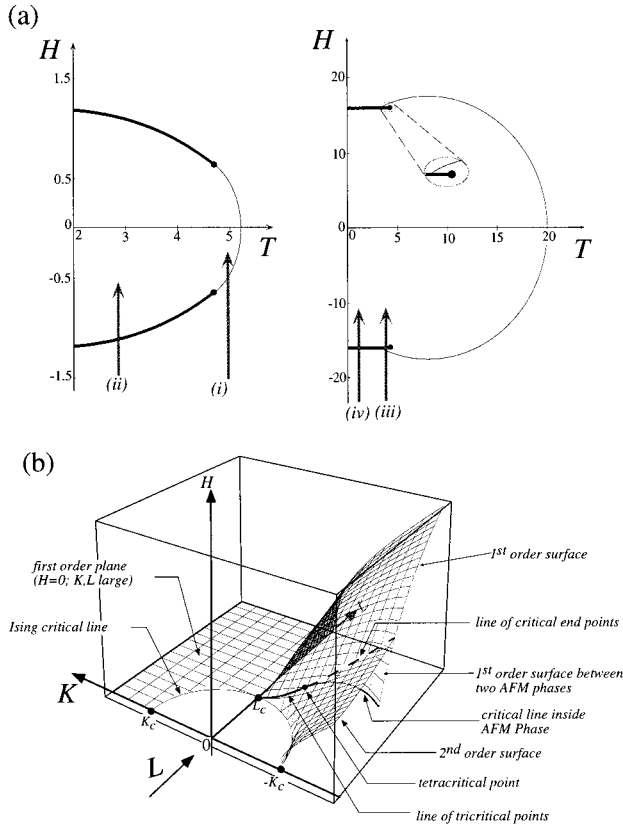 (a)
H
1.5
0.5
0
2
3
4
5
T
-0.5
-1.5
(ii)
(i)
H
20
10
0
0
5
10
15
20
T
-10
-20
(iv)
(iii)
(b)
H
first order plane
(H=0; K,L large)
Ising critical line
K
Kc
0
L
Lc
-Kc
1st order surface
line of critical end points
1st order surface between
two AFM phases
critical line inside
AFM Phase
2nd order surface
tetracritical point
line of tricritical points